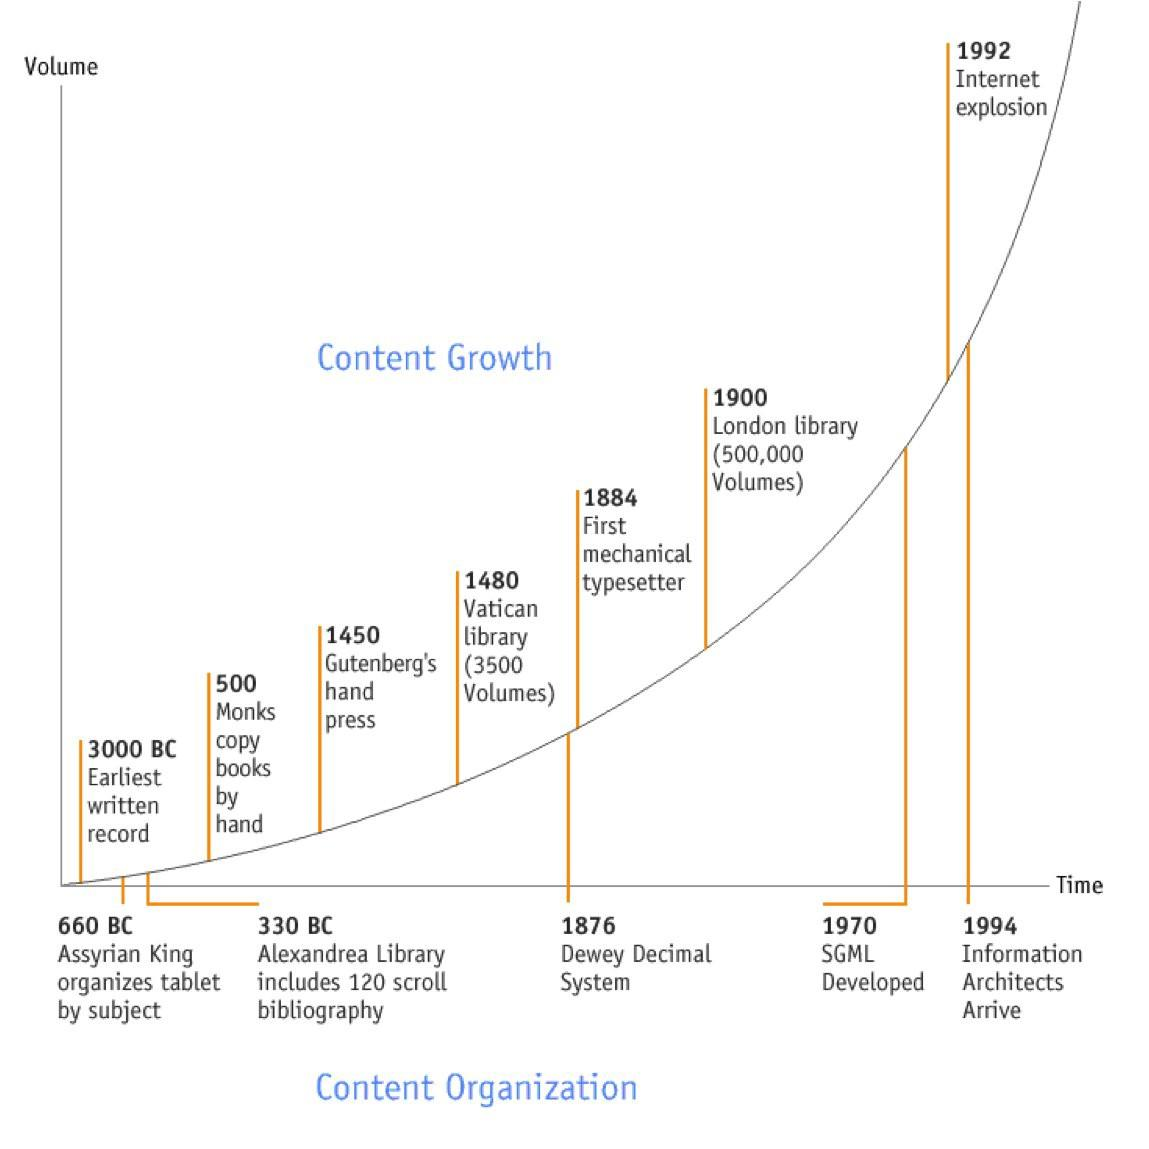 Volume
1992
Internet
explosion
Content Growth
1900
London library
(500,000
Volumes)
1884
First
mechanical
typesetter
1480
Vatican
library
(3500
Volumes)
1450
Gutenberg's
hand
press
500
Monks
copy
books
by
hand
3000 BC
Earliest
written
record
Time
660 BC
Assyrian King
organizes tablet
by subject
330 BC
Alexandrea Library
includes 120 scroll
bibliography
1876
Dewey Decimal
System
1970
SGML
Developed
1994
Information
Architects
Arrive
Content Organization